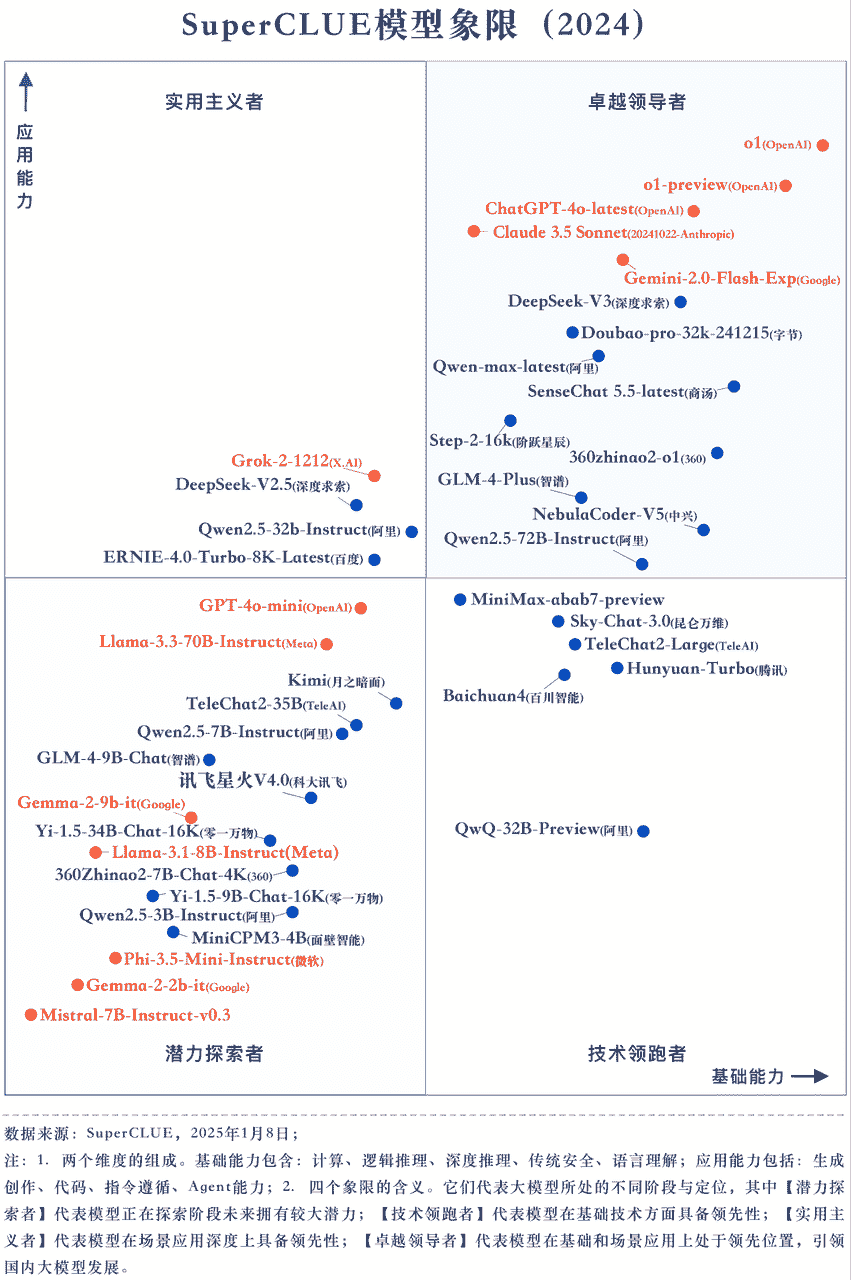 SuperCLUE模型象限（2024）
实用主义者
卓越领导者
应用能力
o1(OpenAI)
o1-preview(OpenAI)
ChatGPT-4o-latest(OpenAI)
Claude 3.5 Sonnet(20241022-Anthropic)
Gemini-2.0-Flash-Exp(Google)
DeepSeek-V3(深度求索)
Doubao-pro-32k-241215(字节)
Qwen-max-latest(阿里)
SenseChat 5.5-latest(商汤)
Step-2-16k(阶跃星辰)
360zhinao2-o1(360)
GLM-4-Plus(智谱)
NebulaCoder-V5(中兴)
Qwen2.5-72B-Instruct(阿里)
Grok-2-1212(X.AI)
DeepSeek-V2.5(深度求索)
Qwen2.5-32b-Instruct(阿里)
ERNIE-4.0-Turbo-8K-Latest(百度)
GPT-4o-mini(OpenAI)
Llama-3.3-70B-Instruct(Meta)
Kimi(月之暗面)
TeleChat2-35B(TeleAI)
Qwen2.5-7B-Instruct(阿里)
GLM-4-9B-Chat(智谱)
讯飞星火V4.0(科大讯飞)
Gemma-2-9b-it(Google)
Yi-1.5-34B-Chat-16K(零一万物)
Llama-3.1-8B-Instruct(Meta)
360Zhinao2-7B-Chat-4K(360)
Yi-1.5-9B-Chat-16K(零一万物)
Qwen2.5-3B-Instruct(阿里)
MiniCPM3-4B(面壁智能)
Phi-3.5-Mini-Instruct(微软)
Gemma-2-2b-it(Google)
Mistral-7B-Instruct-v0.3
MiniMax-abab7-preview
Sky-Chat-3.0(昆仑万维)
TeleChat2-Large(TeleAI)
Hunyuan-Turbo(腾讯)
Baichuan4(百川智能)
QwQ-32B-Preview(阿里)
潜力探索者
技术领跑者
基础能力
数据来源：SuperCLUE，2025年1月8日；
注：1. 两个维度的组成。基础能力包含：计算、逻辑推理、深度推理、传统安全、语言理解；应用能力包括：生成
创作、代码、指令遵循、Agent能力；2. 四个象限的含义。它们代表大模型所处的不同阶段与定位，其中【潜力探
索者】代表模型正在探索阶段未来拥有较大潜力；【技术领跑者】代表模型在基础技术方面具备领先性；【实用主
义者】代表模型在场景应用深度上具备领先性；【卓越领导者】代表模型在基础和场景应用上处于领先位置，引领
国内大模型发展。